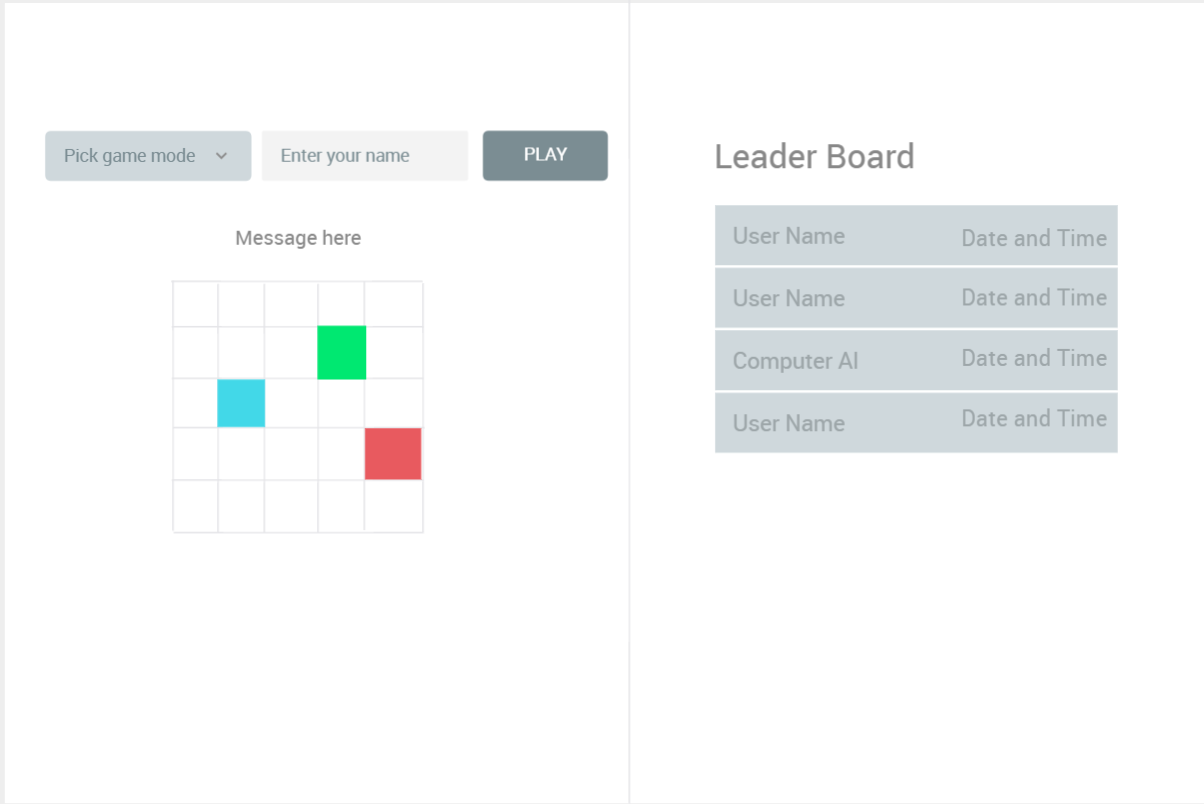 Pick game mode
Enter your name
PLAY
Message here
Leader Board
User Name Date and Time
User Name Date and Time
Computer AI Date and Time
User Name Date and Time